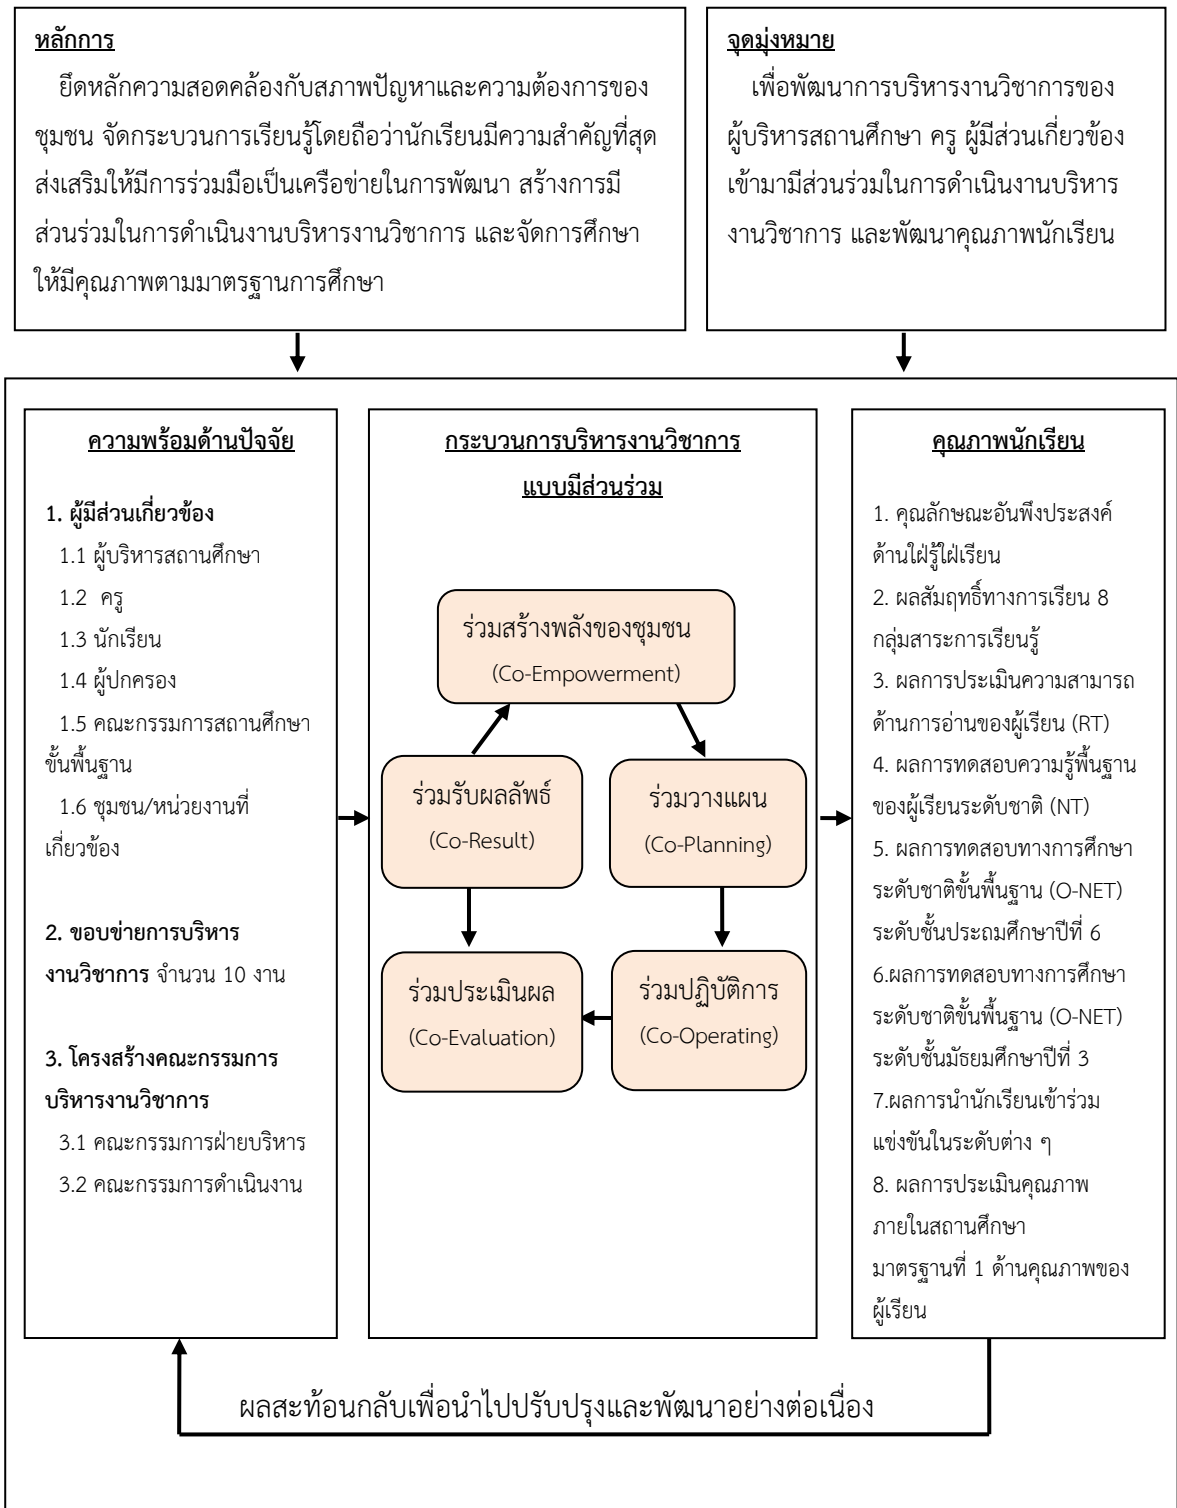 หลักการ
ยึดหลักความสอดคล้องกับสภาพปัญหาและความต้องการของ
ชุมชน จัดกระบวนการเรียนรู้โดยถือว่านักเรียนมีความสำคัญที่สุด
ส่งเสริมให้มีการร่วมมือเป็นเครือข่ายในการพัฒนา สร้างการมี
ส่วนร่วมในการดำเนินงานบริหารงานวิชาการ และจัดการศึกษา
ให้มีคุณภาพตามมาตรฐานการศึกษา
จุดมุ่งหมาย
เพื่อพัฒนาการบริหารงานวิชาการของ
ผู้บริหารสถานศึกษา ครู ผู้มีส่วนเกี่ยวข้อง
เข้ามามีส่วนร่วมในการดำเนินงานบริหาร
งานวิชาการ และพัฒนาคุณภาพนักเรียน
ความพร้อมด้านปัจจัย
1. ผู้มีส่วนเกี่ยวข้อง
1.1 ผู้บริหารสถานศึกษา
1.2 ครู
1.3 นักเรียน
1.4 ผู้ปกครอง
1.5 คณะกรรมการสถานศึกษา
ขั้นพื้นฐาน
1.6 ชุมชน/หน่วยงานที่
เกี่ยวข้อง
2. ขอบข่ายการบริหาร
งานวิชาการ จำนวน 10 งาน
3. โครงสร้างคณะกรรมการ
บริหารงานวิชาการ
3.1 คณะกรรมการฝ่ายบริหาร
3.2 คณะกรรมการดำเนินงาน
กระบวนการบริหารงานวิชาการ
แบบมีส่วนร่วม
ร่วมสร้างพลังของชุมชน
(Co-Empowerment)
ร่วมรับผลลัพธ์
(Co-Result)
ร่วมวางแผน
(Co-Planning)
ร่วมประเมินผล
(Co-Evaluation)
ร่วมปฏิบัติการ
(Co-Operating)
คุณภาพนักเรียน
1. คุณลักษณะอันพึงประสงค์
ด้านใฝ่รู้ใฝ่เรียน
2. ผลสัมฤทธิ์ทางการเรียน 8
กลุ่มสาระการเรียนรู้
3. ผลการประเมินความสามารถ
ด้านการอ่านของผู้เรียน (RT)
4. ผลการทดสอบความรู้พื้นฐาน
ของผู้เรียนระดับชาติ (NT)
5. ผลการทดสอบทางการศึกษา
ระดับชาติขั้นพื้นฐาน (O-NET)
ระดับชั้นประถมศึกษาปีที่ 6
6.ผลการทดสอบทางการศึกษา
ระดับชาติขั้นพื้นฐาน (O-NET)
ระดับชั้นมัธยมศึกษาปีที่ 3
7.ผลการนำนักเรียนเข้าร่วม
แข่งขันในระดับต่าง ๆ
8. ผลการประเมินคุณภาพ
ภายในสถานศึกษา
มาตรฐานที่ 1 ด้านคุณภาพของ
ผู้เรียน
ผลสะท้อนกลับเพื่อนำไปปรับปรุงและพัฒนาอย่างต่อเนื่อง